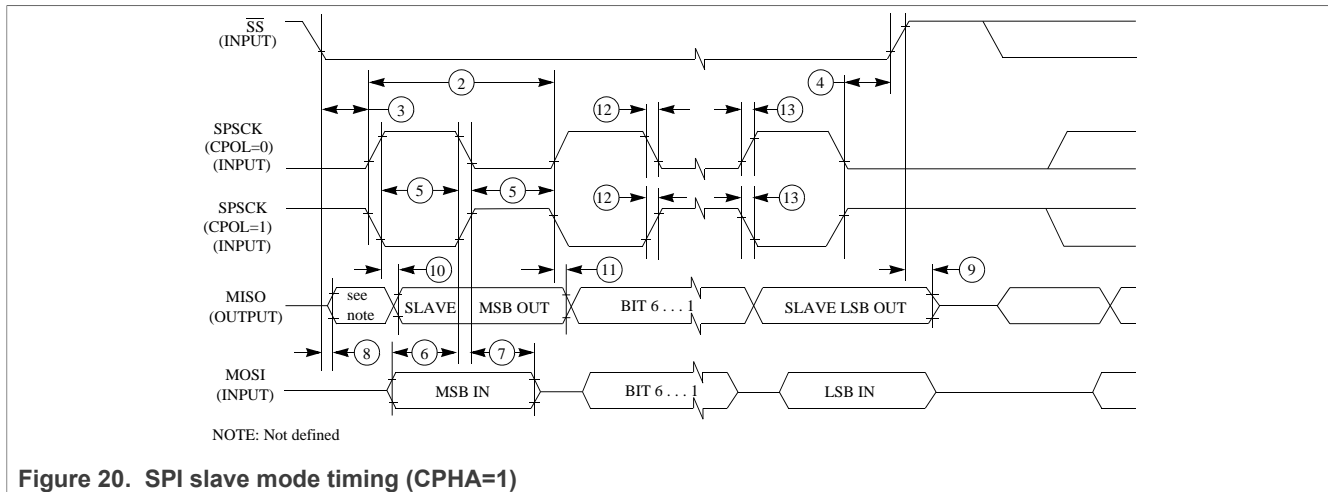 SS
(INPUT)
2
4
3
12
13
SPSCK
(CPOL=0)
(INPUT)
5
5
12
13
SPSCK
(CPOL=1)
(INPUT)
10
11
9
MISO
(OUTPUT)
see
note
SLAVE
MSB OUT
BIT 6 . . . 1
SLAVE LSB OUT
8
6
7
MOSI
(INPUT)
MSB IN
BIT 6 . . . 1
LSB IN
NOTE: Not defined
Figure 20. SPI slave mode timing (CPHA=1)